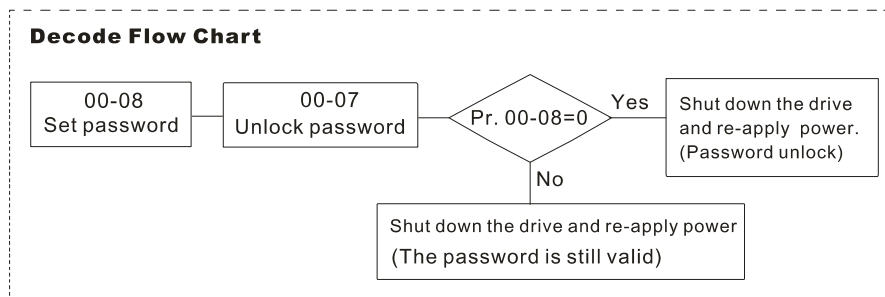 Decode Flow Chart
00-08
Set password
00-07
Unlock password
Pr. 00-08=0
Yes
Shut down the drive
and re-apply power.
(Password unlock)
No
Shut down the drive and re-apply power
(The password is still valid)